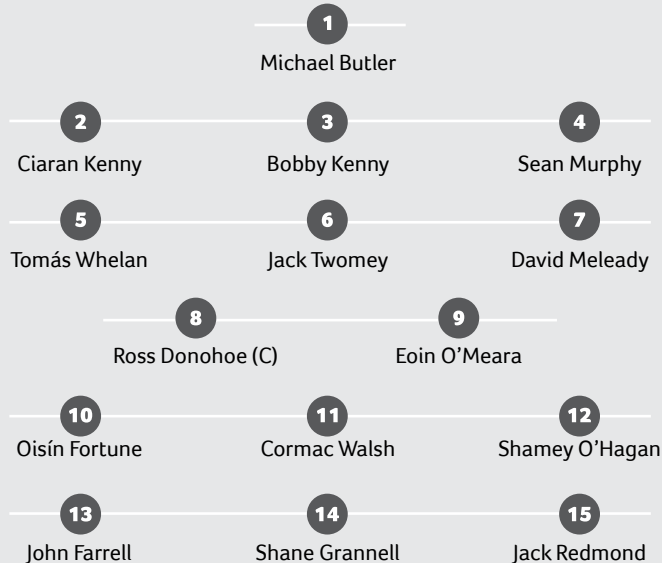 1
Michael Butler
2 3 4
Ciaran Kenny Bobby Kenny Sean Murphy
5 6 7
Tomás Whelan Jack Twomey David Meleady
8 9
Ross Donohoe (C) Eoin O’Meara
10 11 12
Oisín Fortune Cormac Walsh Shamey O’Hagan
13 14 15
John Farrell Shane Grannell Jack Redmond